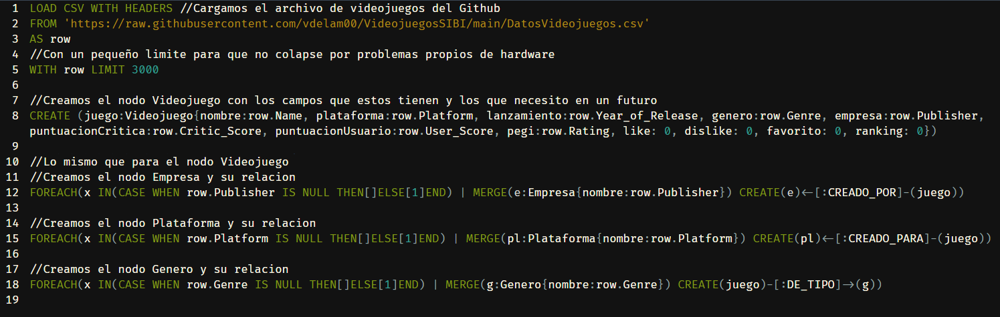 1 LOAD CSV WITH HEADERS //Cargamos el archivo de videojuegos del Github
2 FROM 'https://raw.githubusercontent.com/vdelam00/VideojuegosSIBI/main/DatosVideojuegos.csv'
3 AS row
4 //Con un pequeño limite para que no colapse por problemas propios de hardware
5 WITH row LIMIT 3000
6
7 //Creamos el nodo Videojuego con los campos que estos tienen y los que necesito en un futuro
8 CREATE (juego:Videojuego{nombre:row.Name, plataforma:row.Platform, lanzamiento:row.Year_of_Release, genero:row.Genre, empresa:row.Publisher,
puntuacionCritica:row.Critic_Score, puntuacionUsuario:row.User_Score, pegi:row.Rating, like: 0, dislike: 0, favorito: 0, ranking: 0})
9
10 //Lo mismo que para el nodo Videojuego
11 //Creamos el nodo Empresa y su relacion
12 FOREACH(x IN(CASE WHEN row.Publisher IS NULL THEN[]ELSE[1]END) | MERGE(e:Empresa{nombre:row.Publisher}) CREATE(e)<-[:CREADO_POR]-(juego))
13
14 //Creamos el nodo Plataforma y su relacion
15 FOREACH(x IN(CASE WHEN row.Platform IS NULL THEN[]ELSE[1]END) | MERGE(pl:Plataforma{nombre:row.Platform}) CREATE(pl)<-[:CREADO_PARA]-(juego))
16
17 //Creamos el nodo Genero y su relacion
18 FOREACH(x IN(CASE WHEN row.Genre IS NULL THEN[]ELSE[1]END) | MERGE(g:Genero{nombre:row.Genre}) CREATE(juego)-[:DE_TIPO]->(g))
19